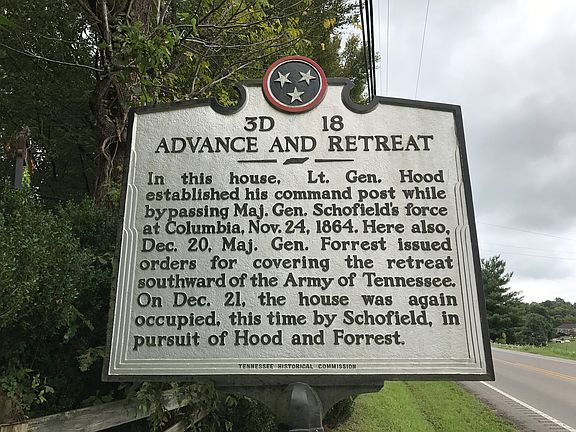 3D 18
ADVANCE AND RETREAT
In this house, Lt. Gen. Hood
established his command post while
bypassing Maj. Gen. Schofield's force
at Columbia, Nov. 24, 1864. Here also,
Dec. 20, Maj. Gen. Forrest issued
orders for covering the retreat
southward of the Army of Tennessee.
On Dec. 21, the house was again
occupied, this time by Schofield, in
pursuit of Hood and Forrest.
TENNESSEE HISTORICAL COMMISSION